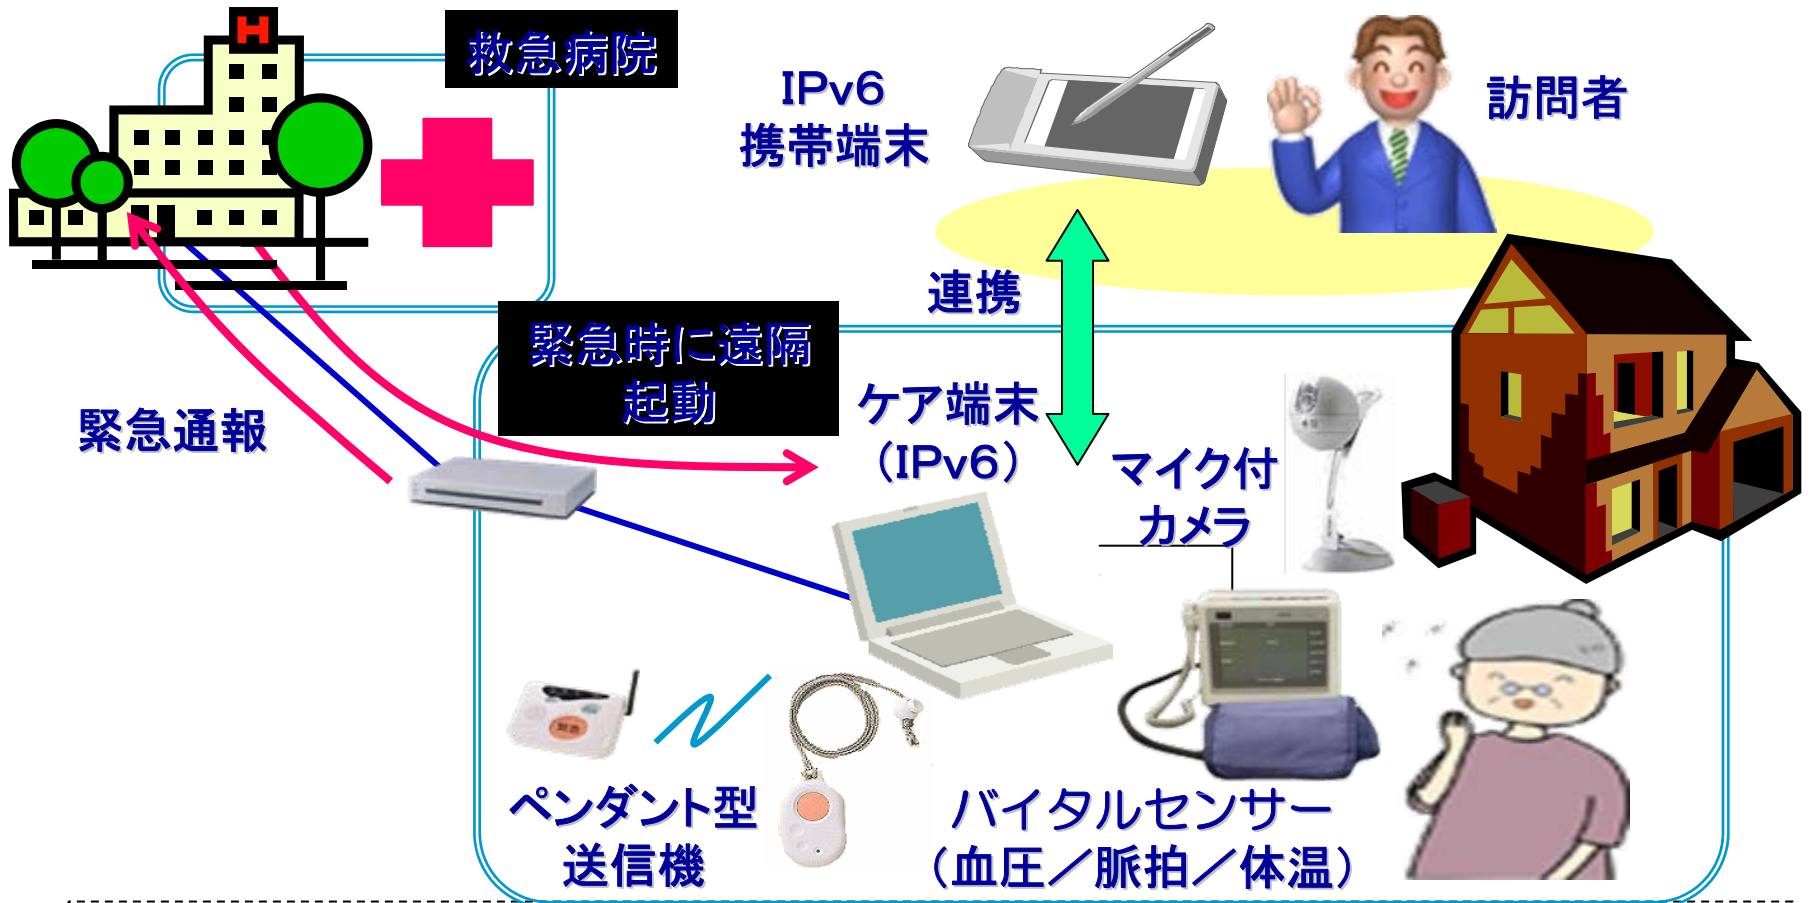 H
救急病院
IPv6
携帯端末
訪問者
連携
緊急時に遠隔
起動
緊急通報
ケア端末
（IPv6）
マイク付
カメラ
緊急
ペンダント型
送信機
バイタルセンサー
（血圧／脈拍／体温）